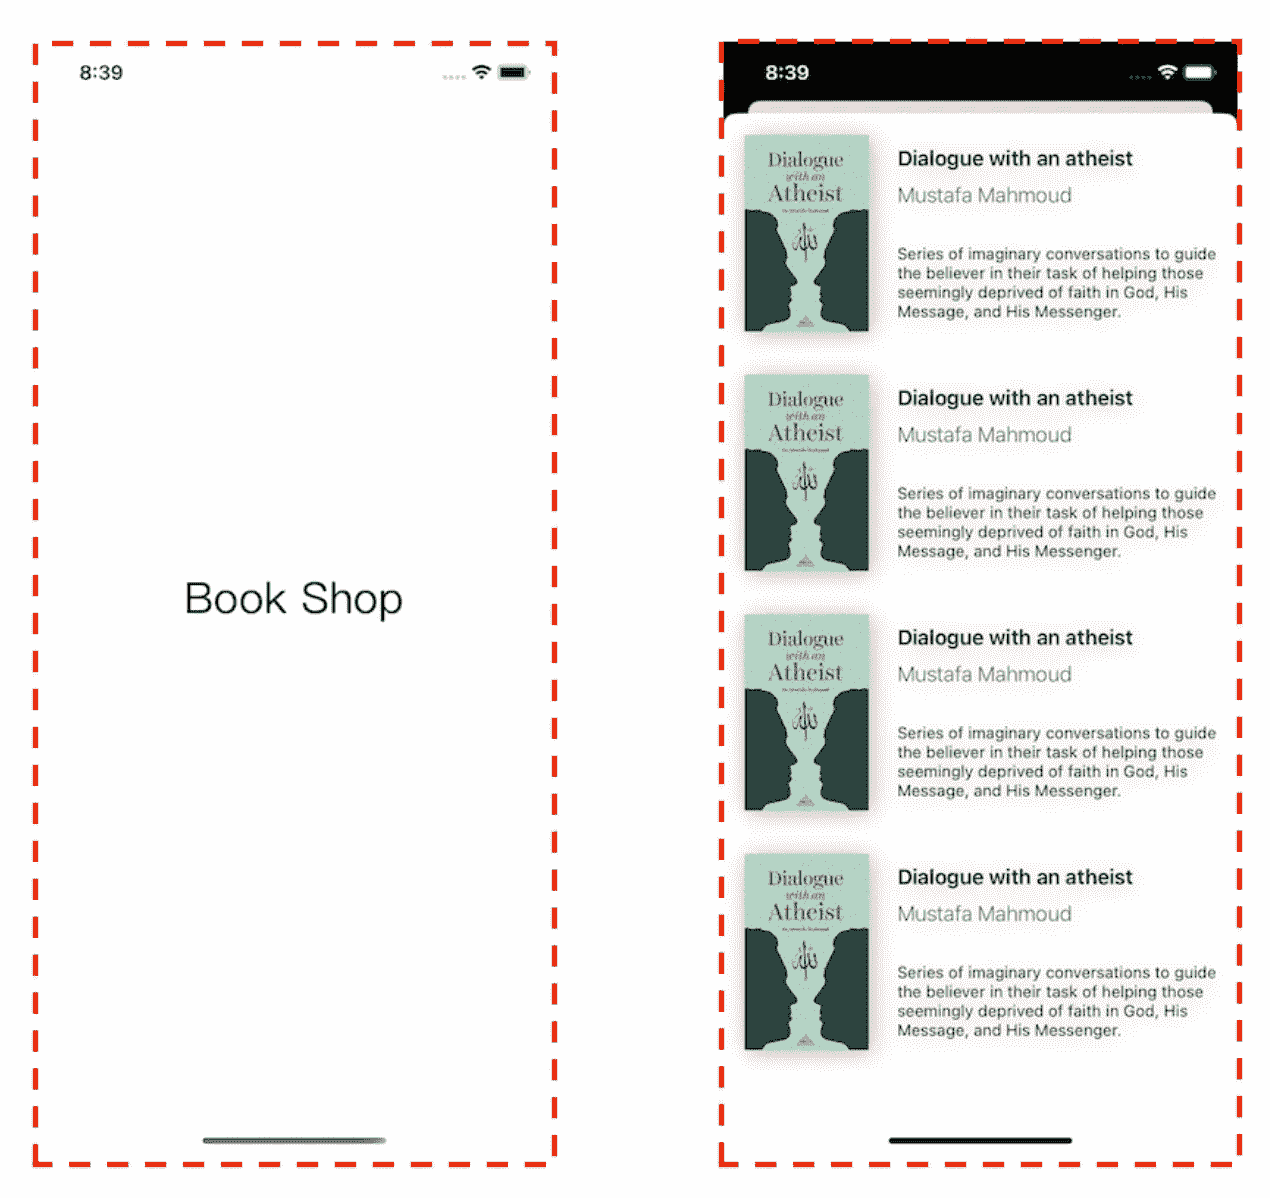 8:39
Book Shop
8:39
Dialogue
with an
Atheist
Dialogue with an atheist
Mustafa Mahmoud
Series of imaginary conversations to guide
the believer in their task of helping those
seemingly deprived of faith in God, His
Message, and His Messenger.
Dialogue
with an
Atheist
Dialogue with an atheist
Mustafa Mahmoud
Series of imaginary conversations to guide
the believer in their task of helping those
seemingly deprived of faith in God, His
Message, and His Messenger.
Dialogue
with an
Atheist
Dialogue with an atheist
Mustafa Mahmoud
Series of imaginary conversations to guide
the believer in their task of helping those
seemingly deprived of faith in God, His
Message, and His Messenger.
Dialogue
with an
Atheist
Dialogue with an atheist
Mustafa Mahmoud
Series of imaginary conversations to guide
the believer in their task of helping those
seemingly deprived of faith in God, His
Message, and His Messenger.